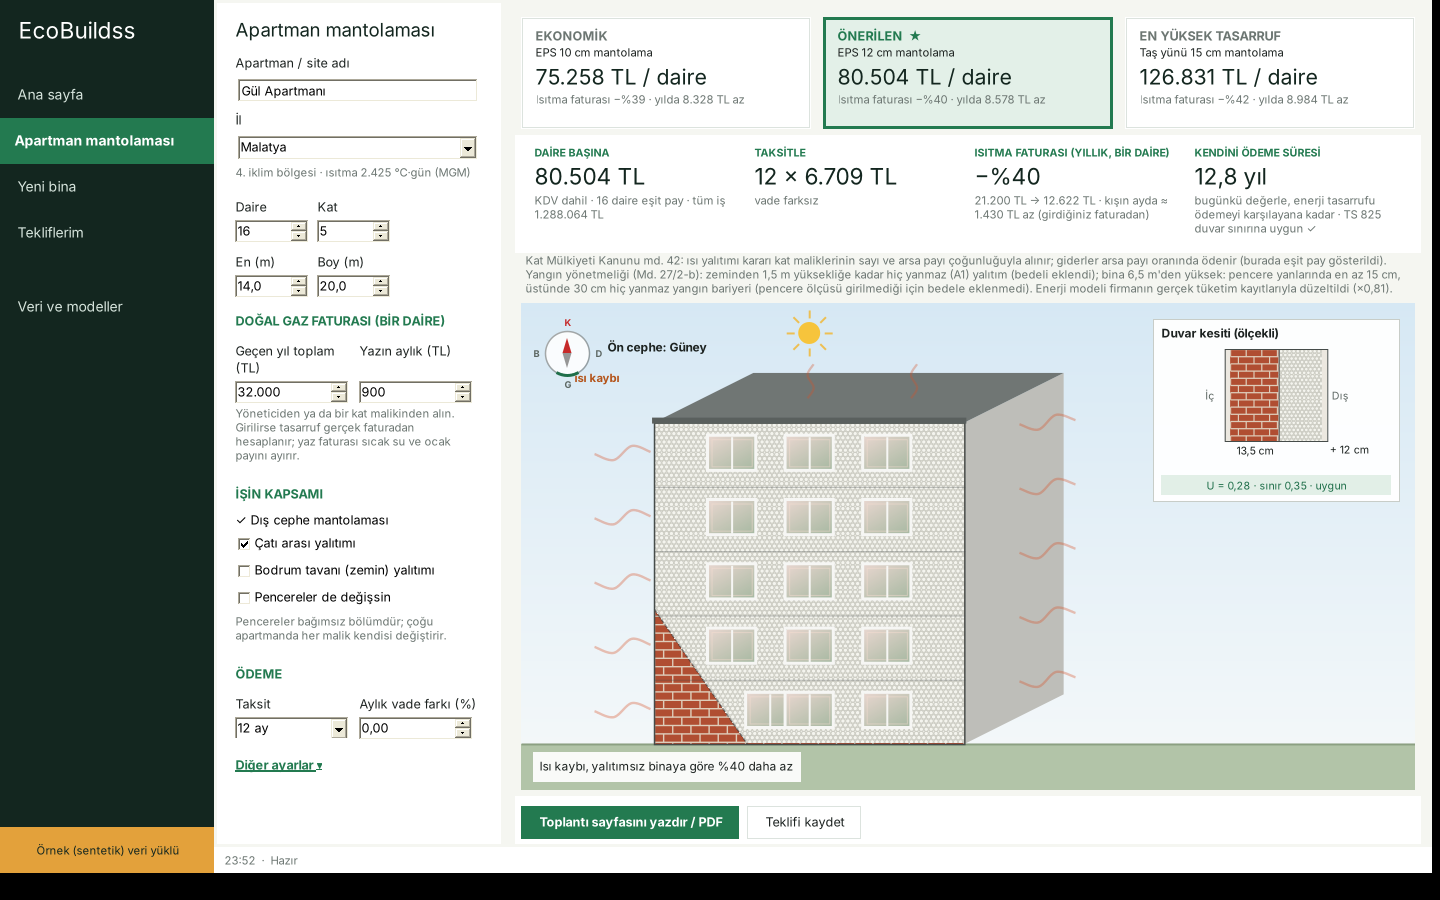 EcoBuildss
Ana sayfa
Apartman mantolaması
Yeni bina
Tekliflerim
Veri ve modeller
Örnek (sentetik) veri yüklü
Apartman mantolaması
Apartman / site adı
Gül Apartmanı
İl
Malatya
4. iklim bölgesi · ısıtma 2.425 °C·gün (MGM)
Daire Kat
16 5
En (m) Boy (m)
14,0 20,0
DOĞAL GAZ FATURASI (BİR DAİRE)
Geçen yıl toplam Yazın aylık (TL)
(TL)
32.000 900
Yöneticiden ya da bir kat malikinden alın.
Girilirse tasarruf gerçek faturadan
hesaplanır; yaz faturası sıcak su ve ocak
payını ayırır.
İŞİN KAPSAMI
✓ Dış cephe mantolaması
Çatı arası yalıtımı
Bodrum tavanı (zemin) yalıtımı
Pencereler de değişsin
Pencereler bağımsız bölümdür; çoğu
apartmanda her malik kendisi değiştirir.
ÖDEME
Taksit Aylık vade farkı (%)
12 ay 0,00
Diğer ayarlar ▾
EKONOMİK
EPS 10 cm mantolama
75.258 TL / daire
Isıtma faturası −%39 · yılda 8.328 TL az
ÖNERİLEN ★
EPS 12 cm mantolama
80.504 TL / daire
Isıtma faturası −%40 · yılda 8.578 TL az
EN YÜKSEK TASARRUF
Taş yünü 15 cm mantolama
126.831 TL / daire
Isıtma faturası −%42 · yılda 8.984 TL az
DAİRE BAŞINA
80.504 TL
KDV dahil · 16 daire eşit pay · tüm iş
1.288.064 TL
TAKSİTLE
12 × 6.709 TL
vade farksız
ISITMA FATURASI (YILLIK, BİR DAİRE)
−%40
21.200 TL → 12.622 TL · kışın ayda ≈
1.430 TL az (girdiğiniz faturadan)
KENDİNİ ÖDEME SÜRESİ
12,8 yıl
bugünkü değerle, enerji tasarrufu
ödemeyi karşılayana kadar · TS 825
duvar sınırına uygun ✓
Kat Mülkiyeti Kanunu md. 42: ısı yalıtımı kararı kat maliklerinin sayı ve arsa payı çoğunluğuyla alınır; giderler arsa payı oranında ödenir (burada eşit pay gösterildi).
Yangın yönetmeliği (Md. 27/2-b): zeminden 1,5 m yüksekliğe kadar hiç yanmaz (A1) yalıtım (bedeli eklendi); bina 6,5 m'den yüksek: pencere yanlarında en az 15 cm,
üstünde 30 cm hiç yanmaz yangın bariyeri (pencere ölçüsü girilmediği için bedele eklenmedi). Enerji modeli firmanın gerçek tüketim kayıtlarıyla düzeltildi (×0,81).
K
B D
G
Ön cephe: Güney
ısı kaybı
Duvar kesiti (ölçekli)
İç Dış
13,5 cm + 12 cm
U = 0,28 · sınır 0,35 · uygun
Isı kaybı, yalıtımsız binaya göre %40 daha az
Toplantı sayfasını yazdır / PDF
Teklifi kaydet
23:52 · Hazır